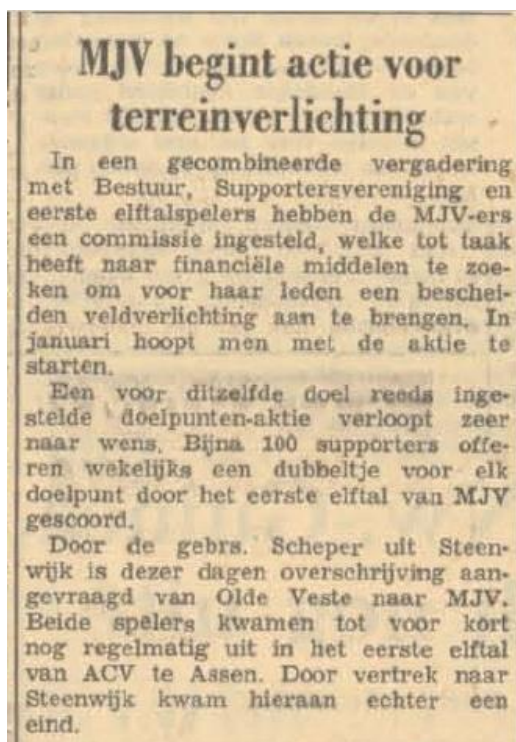 MJV begint actie voor
terreinverlichting
In een gecombineerde vergadering
met Bestuur, Supportersvereniging en
eerste elftalspelers hebben de MJV-ers
een commissie ingesteld, welke tot taak
heeft naar financiële middelen te zoe-
ken om voor haar leden een beschei-
den veldverlichting aan te brengen. In
januari hoopt men met de aktie te
starten.
Een voor ditzelfde doel reeds inge-
stelde doelpunten-aktie verloopt zeer
naar wens. Bijna 100 supporters offe-
ren wekelijks een dubbeltje voor elk
doelpunt door het eerste elftal van MJV
gescoord.
Door de gebrs. Scheper uit Steen-
wijk is dezer dagen overschrijving aan-
gevraagd van Olde Veste naar MJV.
Beide spelers kwamen tot voor kort
nog regelmatig uit in het eerste elftal
van ACV te Assen. Door vertrek naar
Steenwijk kwam hieraan echter een
eind.